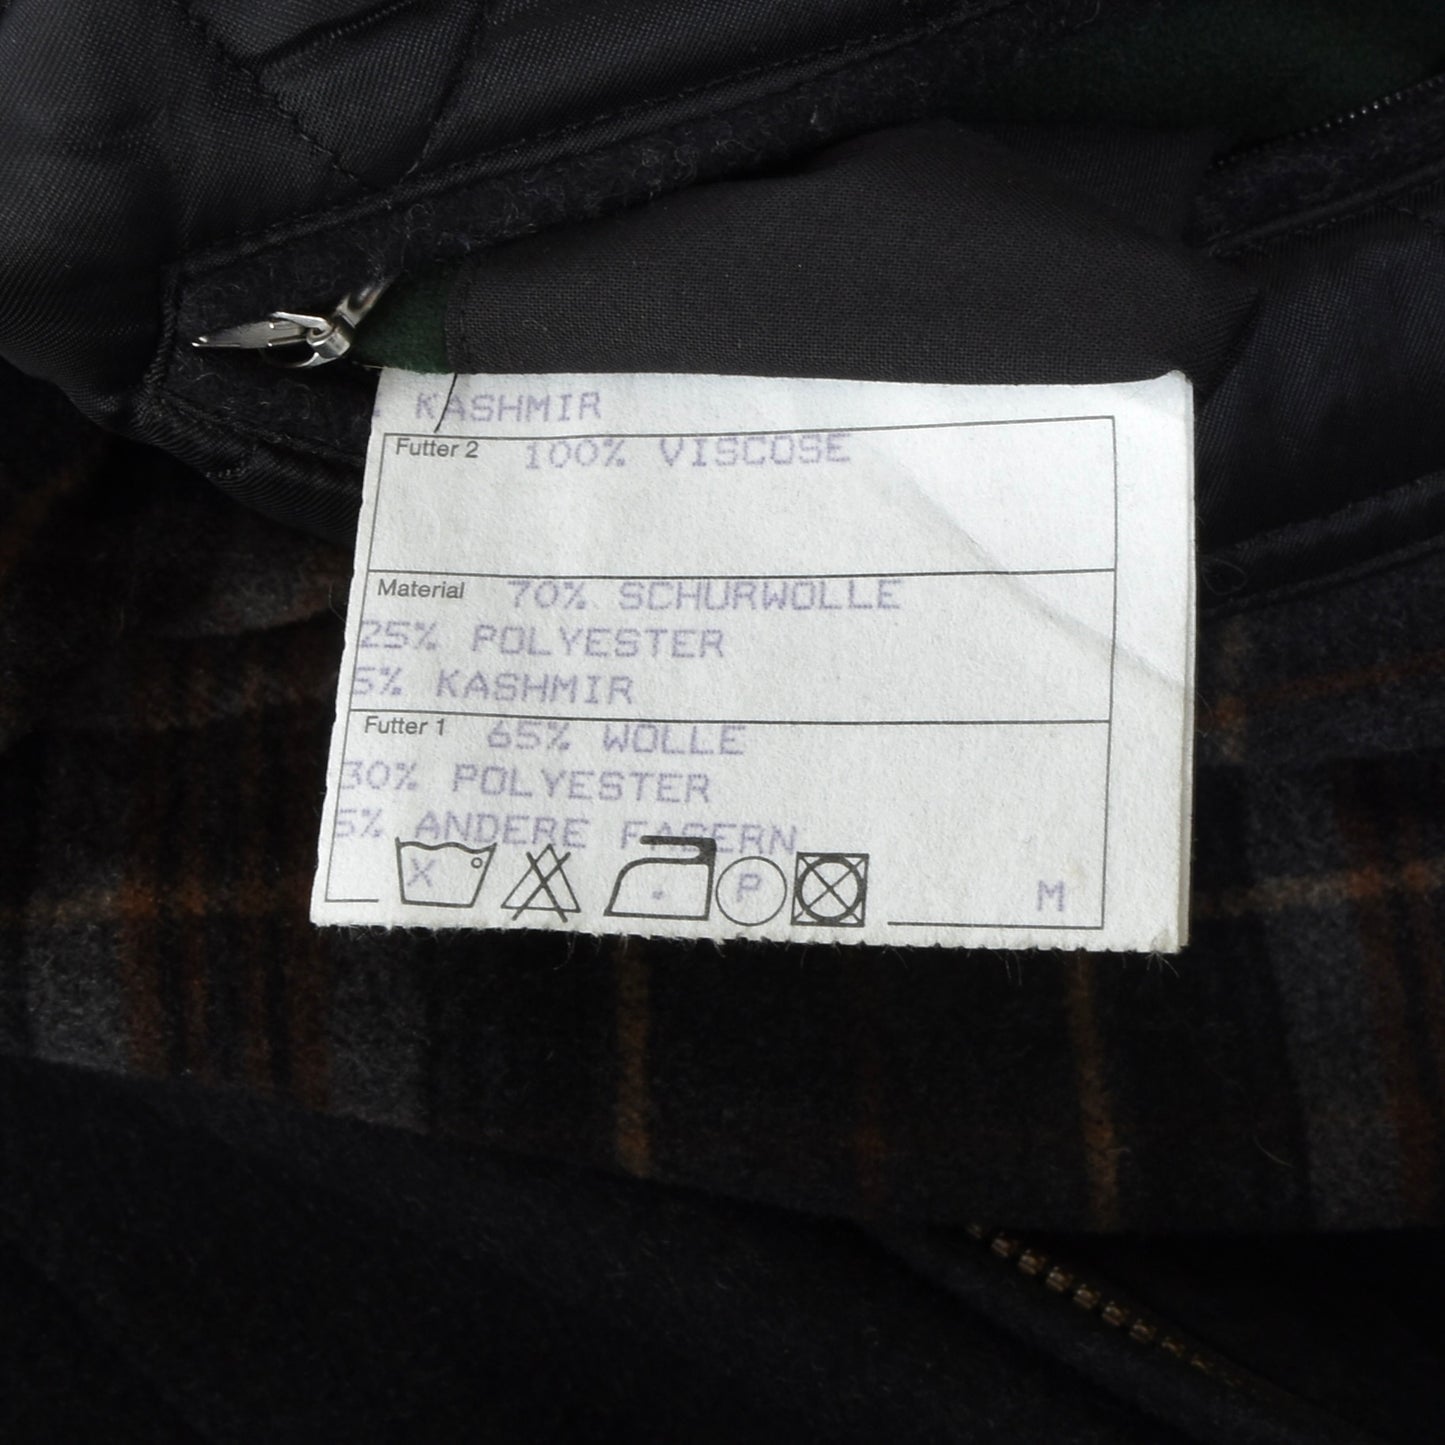 KASHMIR
Futter 2 100% VISCOSE
Material 70% SCHURWOLLE
25% POLYESTER
5% KASHMIR
Futter 1 65% WOLLE
30% POLYESTER
5% ANDERE FASERN
X P M